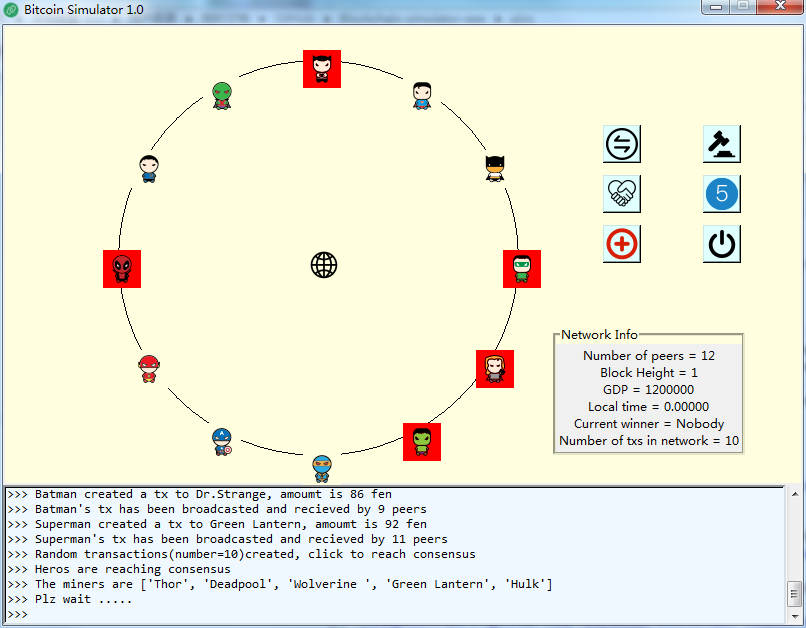 Bitcoin Simulator 1.0
5
A
Network Info
Number of peers = 12
Block Height = 1
GDP = 1200000
Local time = 0.00000
Current winner = Nobody
Number of txs in network = 10
>>> Batman created a tx to Dr.Strange, amoumt is 86 fen
>>> Batman's tx has been broadcasted and recieved by 9 peers
>>> Superman created a tx to Green Lantern, amoumt is 92 fen
>>> Superman's tx has been broadcasted and recieved by 11 peers
>>> Random transactions(number=10)created, click to reach consensus
>>> Heros are reaching consensus
>>> The miners are ['Thor', 'Deadpool', 'Wolverine ', 'Green Lantern', 'Hulk']
>>> Plz wait .....
>>>